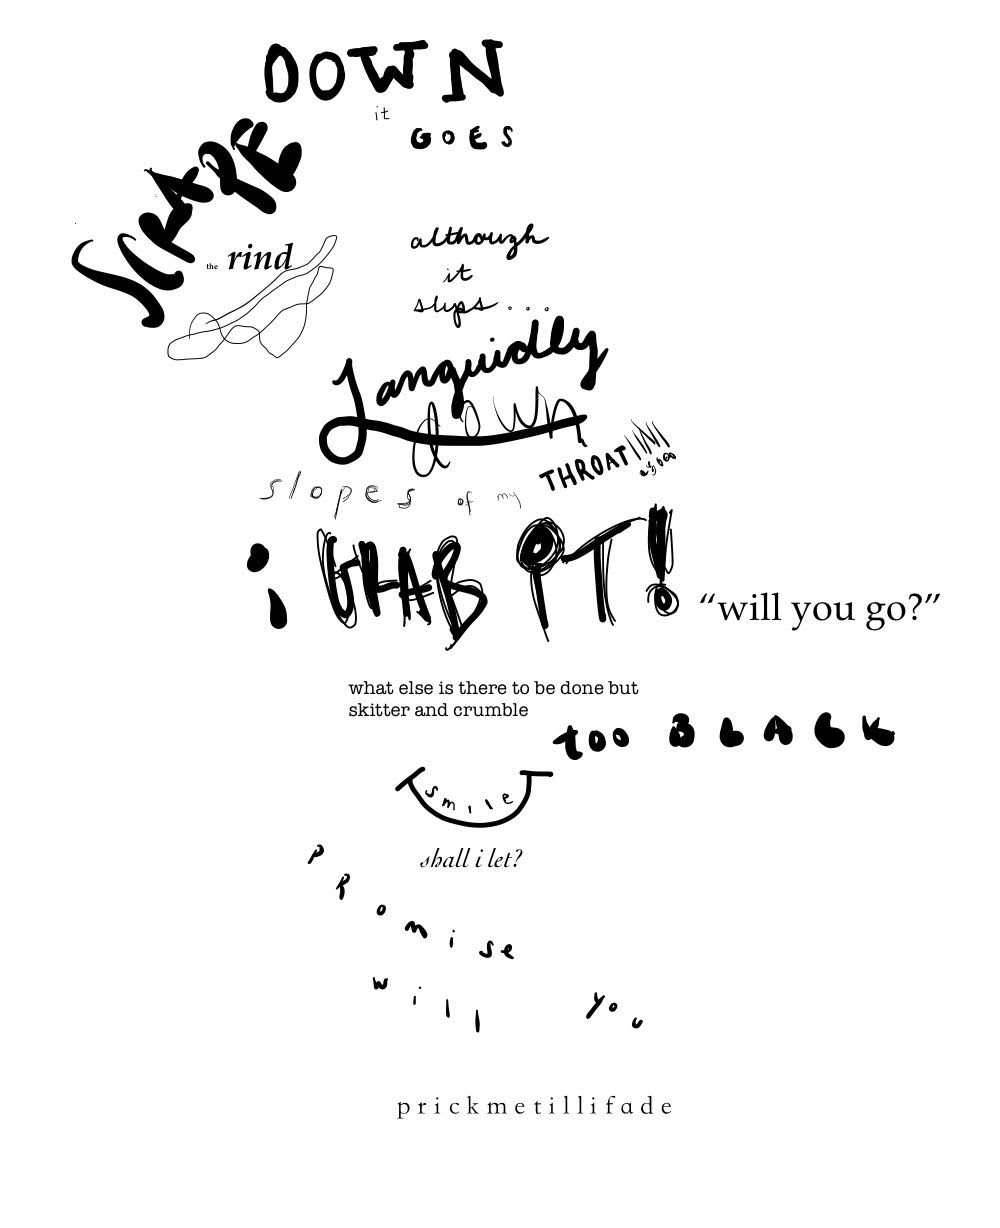 DOWN
it
GOES
SCRAPE
the rind
although
it
slips...
Languidly
down
slopes of my THROAT
; GRAB IT!
“will you go?”
what else is there to be done but
skitter and crumble
too BLACK
smile
shall i let?
promise
will you
prickmetillifade